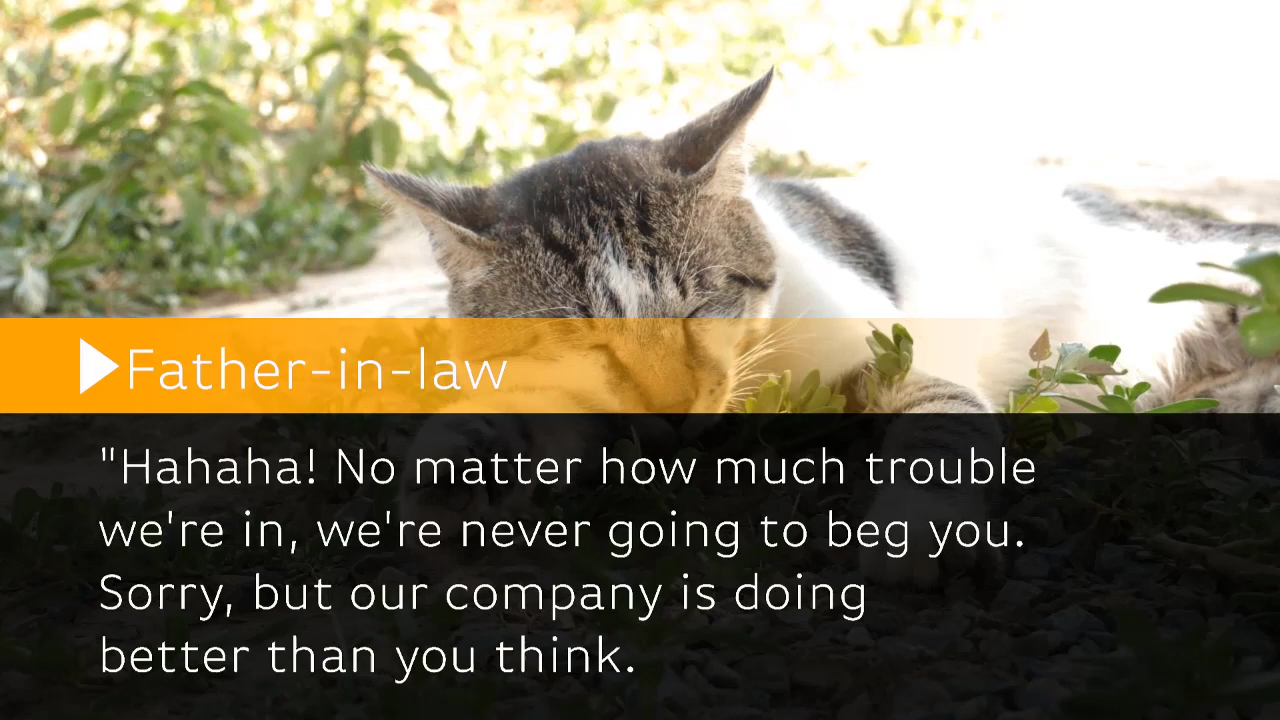 Father-in-law
"Hahaha! No matter how much trouble
we're in, we're never going to beg you.
Sorry, but our company is doing
better than you think.